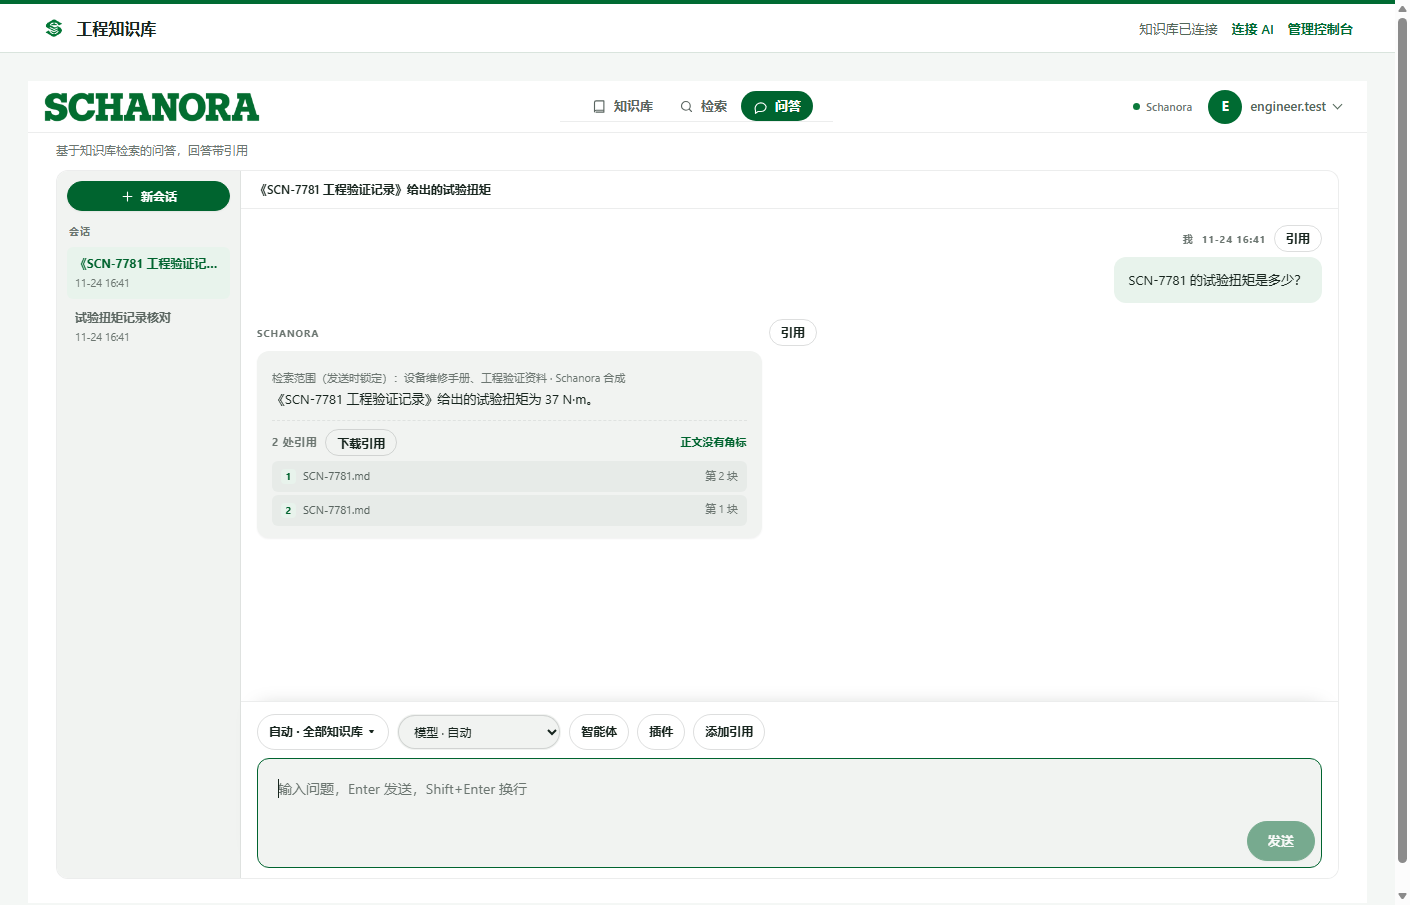 工程知识库
知识库已连接 连接 AI 管理控制台
SCHANORA
知识库 检索 问答
Schanora E engineer.test
基于知识库检索的问答，回答带引用
新会话
会话
《SCN-7781 工程验证记...
11-24 16:41
试验扭矩记录核对
11-24 16:41
《SCN-7781 工程验证记录》给出的试验扭矩
我 11-24 16:41 引用
SCN-7781 的试验扭矩是多少？
SCHANORA 引用
检索范围（发送时锁定）：设备维修手册、工程验证资料 · Schanora 合成
《SCN-7781 工程验证记录》给出的试验扭矩为 37 N·m。
2 处引用 下载引用 正文没有角标
1 SCN-7781.md 第 2 块
2 SCN-7781.md 第 1 块
自动 · 全部知识库 模型 · 自动 智能体 插件 添加引用
输入问题，Enter 发送，Shift+Enter 换行
发送